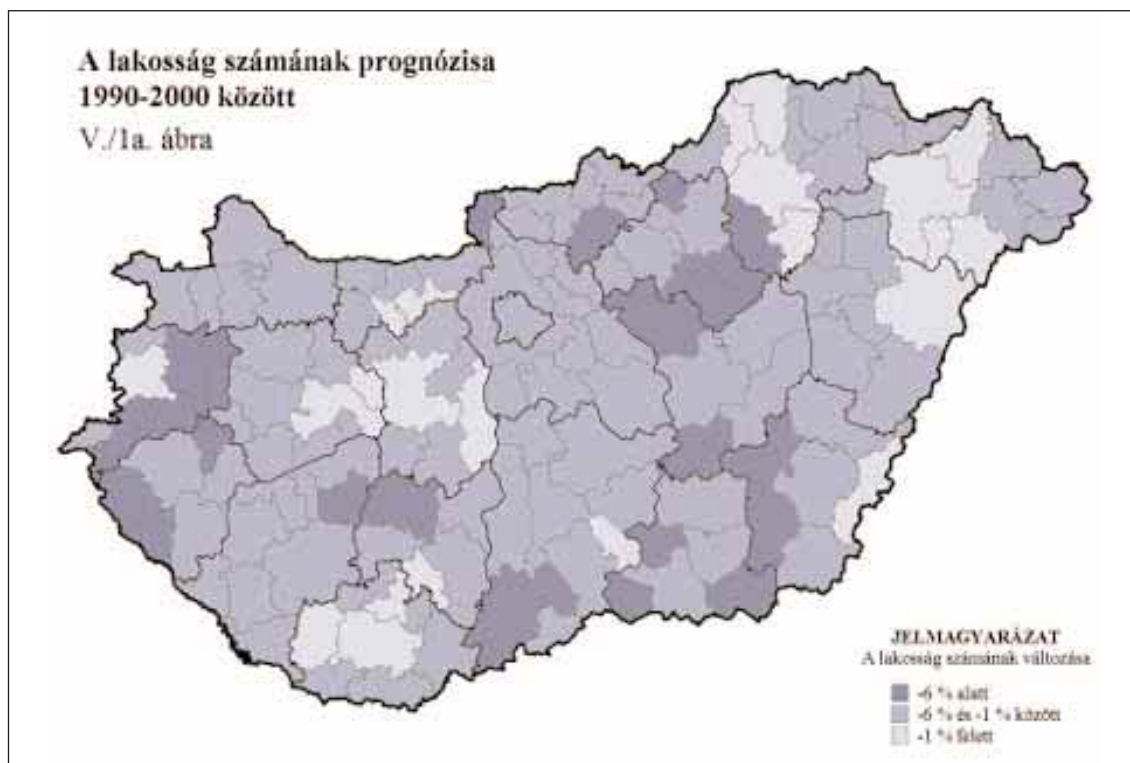 A lakosság számának prognózisa
1990-2000 között
V./1a. ábra
JELMAGYARÁZAT
A lakosság számának változása
-6 % alatt
-6 % és -1 % között
-1 % felett